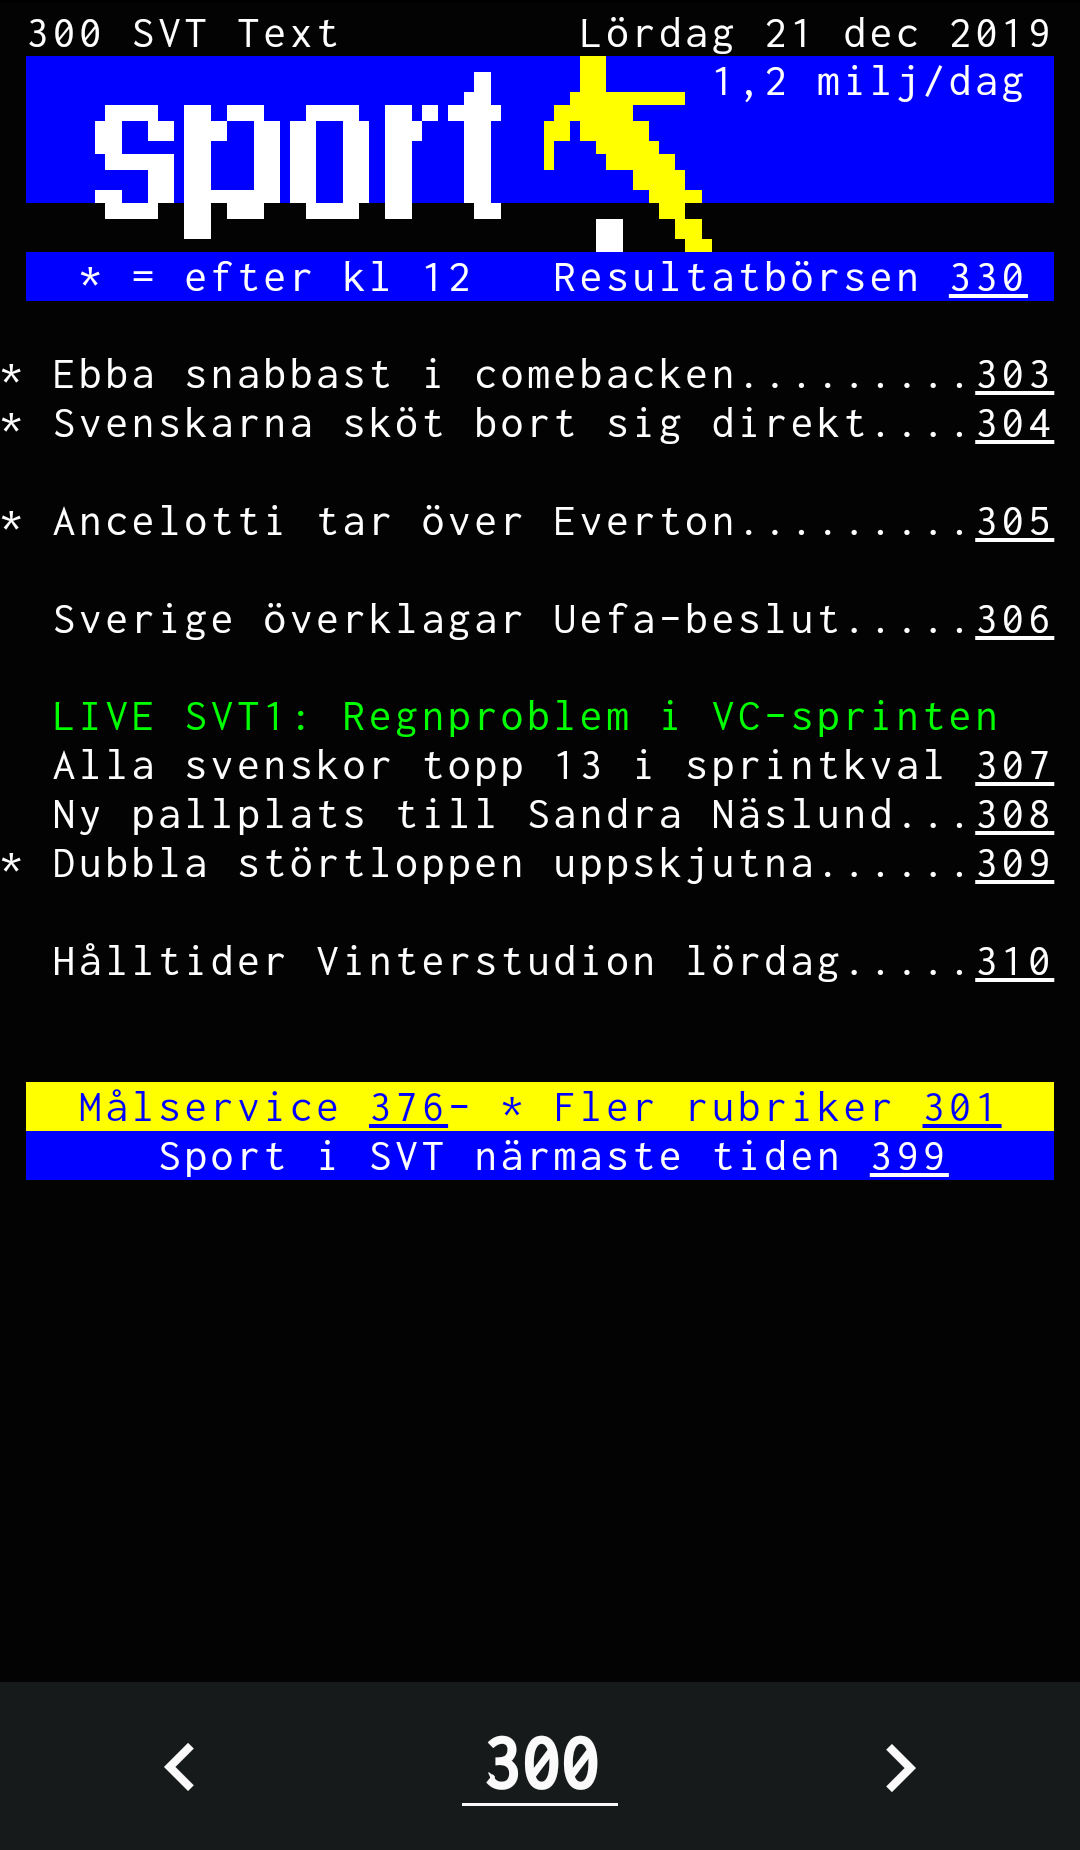 300 SVT Text Lördag 21 dec 2019
1,2 milj/dag
sport
* = efter kl 12 Resultatbörsen 330
* Ebba snabbast i comebacken.........303
* Svenskarna sköt bort sig direkt....304
* Ancelotti tar över Everton.........305
Sverige överklagar Uefa-beslut.....306
LIVE SVT1: Regnproblem i VC-sprinten
Alla svenskor topp 13 i sprintkval 307
Ny pallplats till Sandra Näslund...308
* Dubbla störtloppen uppskjutna......309
Hålltider Vinterstudion lördag.....310
Målservice 376- * Fler rubriker 301
Sport i SVT närmaste tiden 399
300